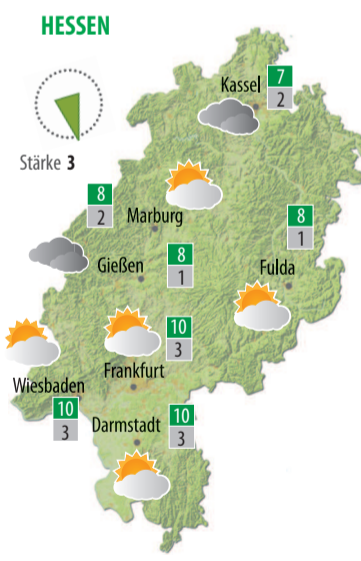 HESSEN
Kassel
7
2
Stärke 3
8
2
Marburg
8
1
Gießen
8
1
Fulda
10
3
Frankfurt
Wiesbaden
10
3
Darmstadt
10
3